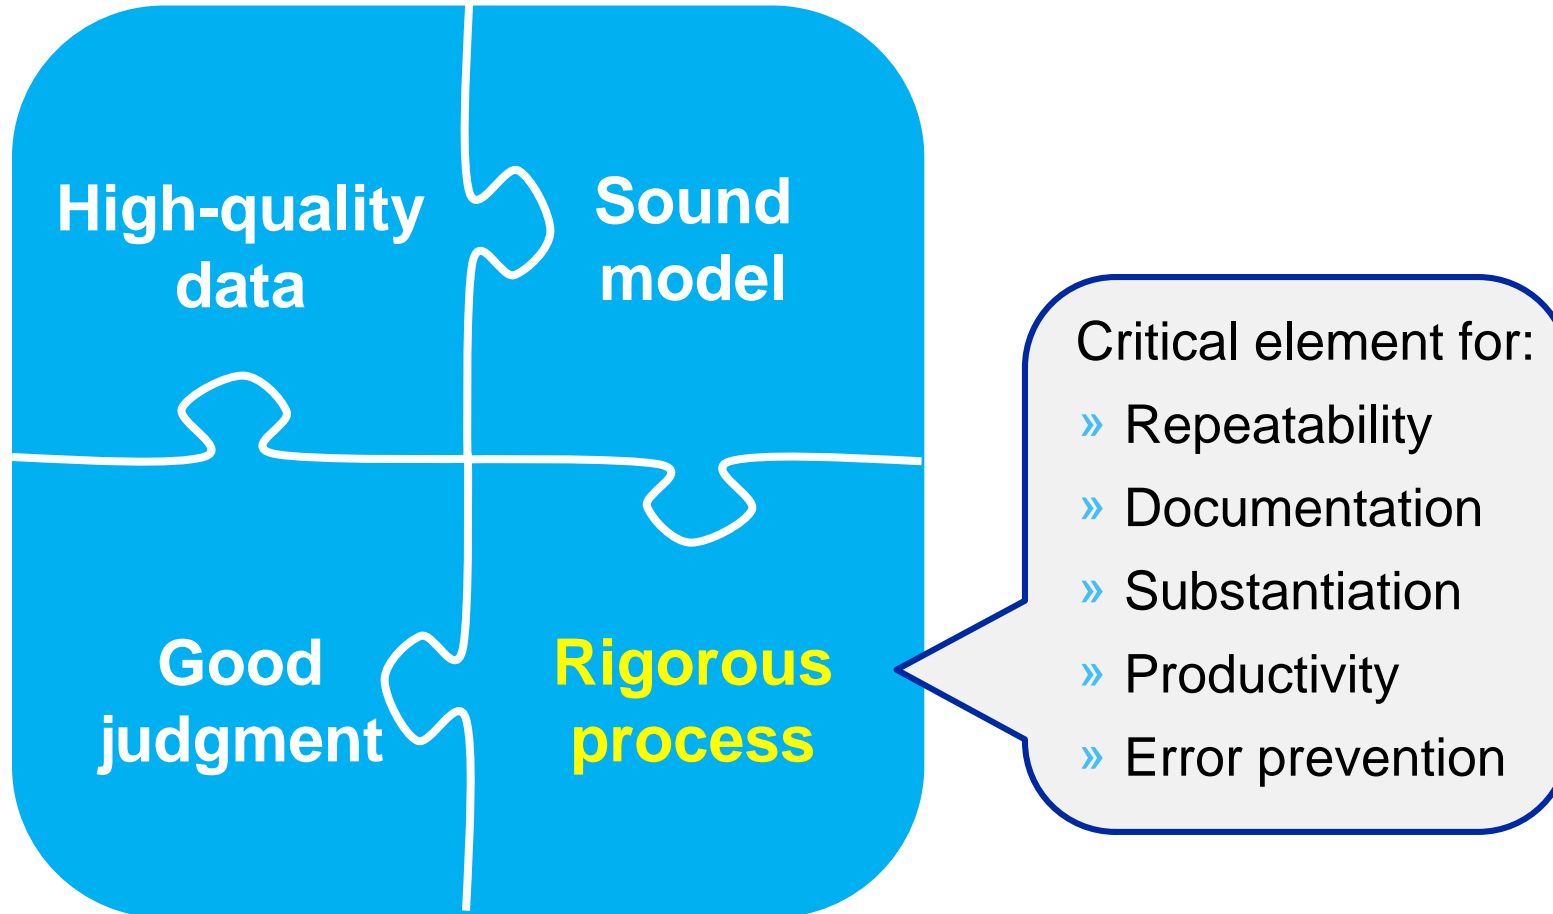 High-quality
data
Sound
model
Good
judgment
Rigorous
process
Critical element for:
» Repeatability
» Documentation
» Substantiation
» Productivity
» Error prevention